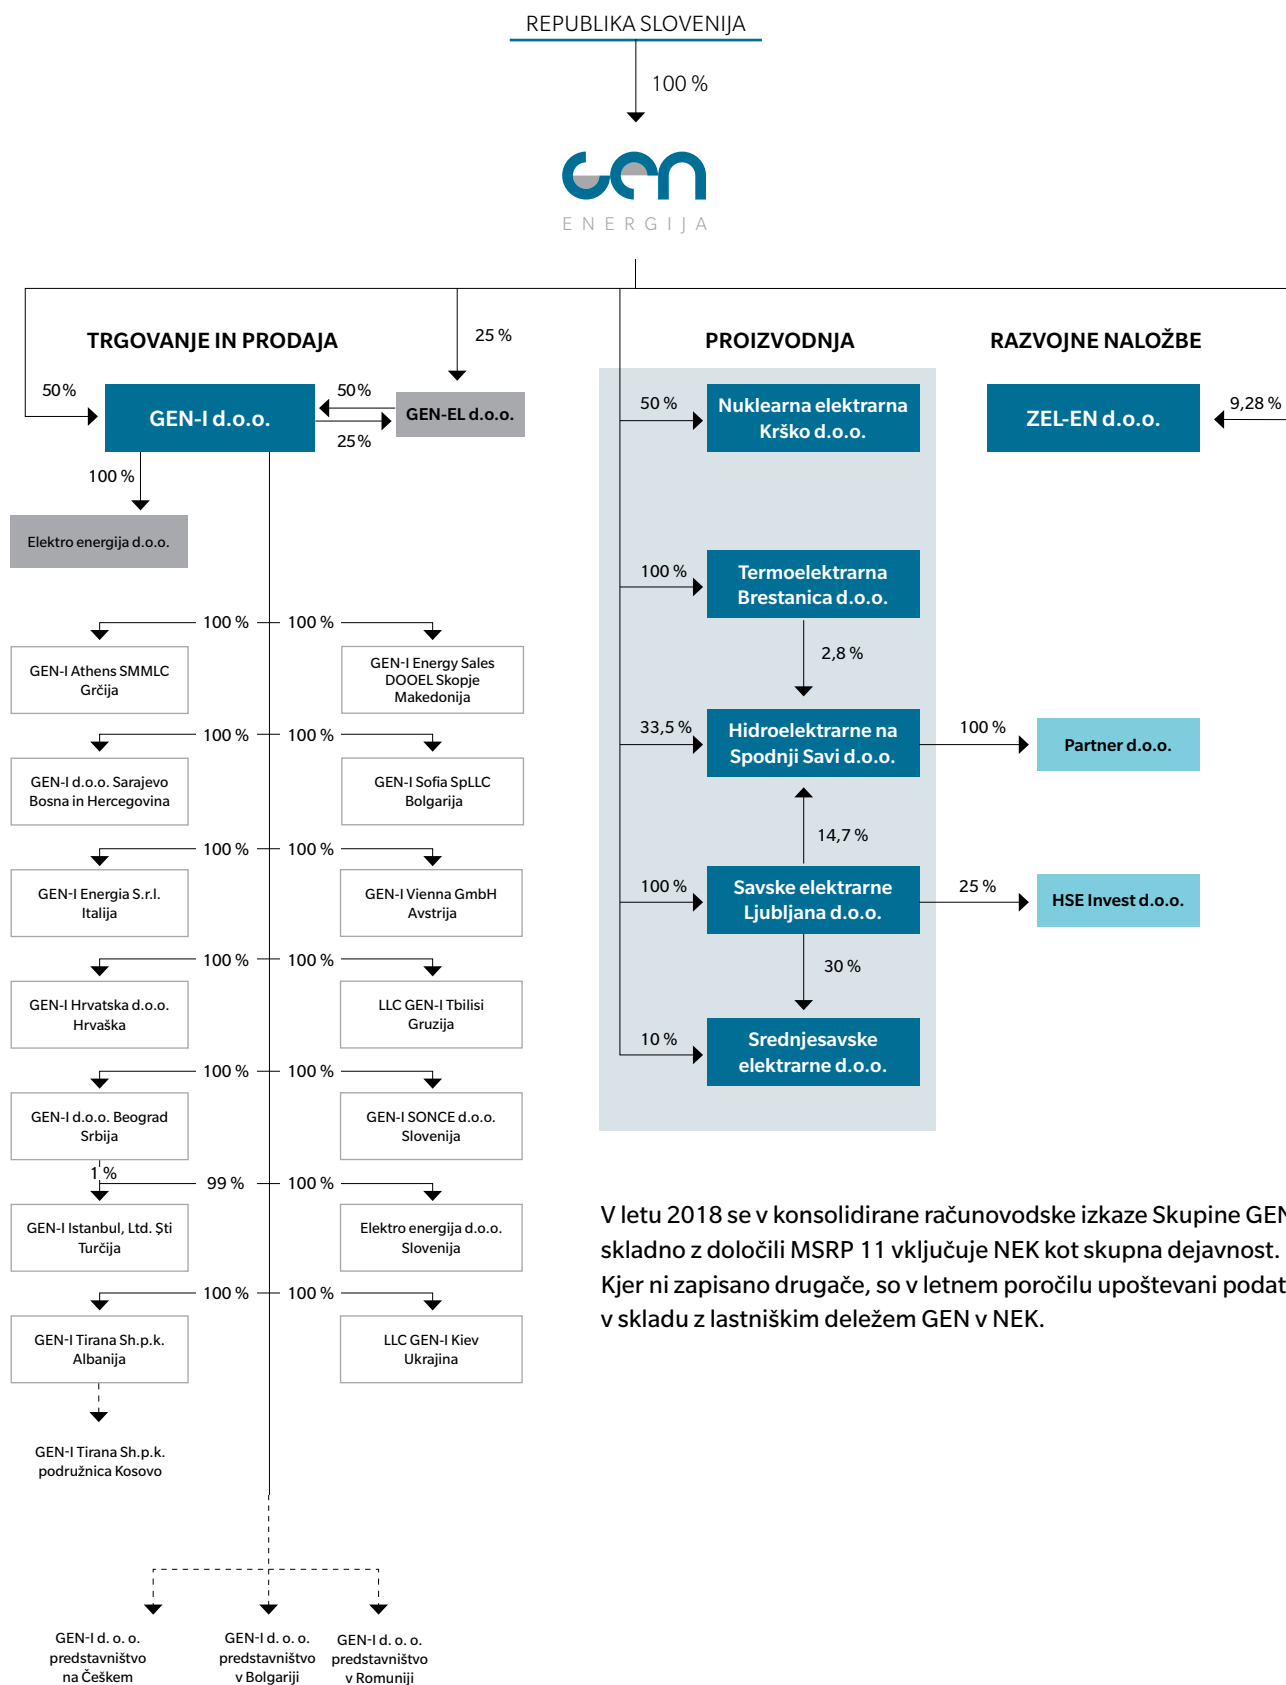 REPUBLIKA SLOVENIJA
100 %
gen
ENERGIJA
TRGOVANJE IN PRODAJA
25 %
PROIZVODNJA
RAZVOJNE NALOŽBE
50 %
GEN-I d.o.o.
50 %
25 %
GEN-EL d.o.o.
50 %
Nuklearna elektrarna
Krško d.o.o.
ZEL-EN d.o.o.
9,28 %
100 %
Elektro energija d.o.o.
100 %
Termoelektrarna
Brestanica d.o.o.
2,8 %
33,5 %
Hidroelektrarne na
Spodnji Savi d.o.o.
100 %
Partner d.o.o.
14,7 %
100 %
Savske elektrarne
Ljubljana d.o.o.
25 %
HSE Invest d.o.o.
30 %
10 %
Srednjesavske
elektrarne d.o.o.
100 %
100 %
GEN-I Athens SMMLC
Grčija
GEN-I Energy Sales
DOOEL Skopje
Makedonija
100 %
100 %
GEN-I d.o.o. Sarajevo
Bosna in Hercegovina
GEN-I Sofia SpLLC
Bolgarija
100 %
100 %
GEN-I Energia S.r.l.
Italija
GEN-I Vienna GmbH
Avstrija
100 %
100 %
GEN-I Hrvatska d.o.o.
Hrvaška
LLC GEN-I Tbilisi
Gruzija
100 %
100 %
GEN-I d.o.o. Beograd
Srbija
GEN-I SONCE d.o.o.
Slovenija
1 %
99 %
100 %
GEN-I Istanbul, Ltd. Şti
Turčija
Elektro energija d.o.o.
Slovenija
100 %
100 %
GEN-I Tirana Sh.p.k.
Albanija
LLC GEN-I Kiev
Ukrajina
GEN-I Tirana Sh.p.k.
podružnica Kosovo
GEN-I d. o. o.
predstavništvo
na Češkem
GEN-I d. o. o.
predstavništvo
v Bolgariji
GEN-I d. o. o.
predstavništvo
v Romuniji
V letu 2018 se v konsolidirane računovodske izkaze Skupine GEN
skladno z določili MSRP 11 vključuje NEK kot skupna dejavnost.
Kjer ni zapisano drugače, so v letnem poročilu upoštevani podat
v skladu z lastniškim deležem GEN v NEK.